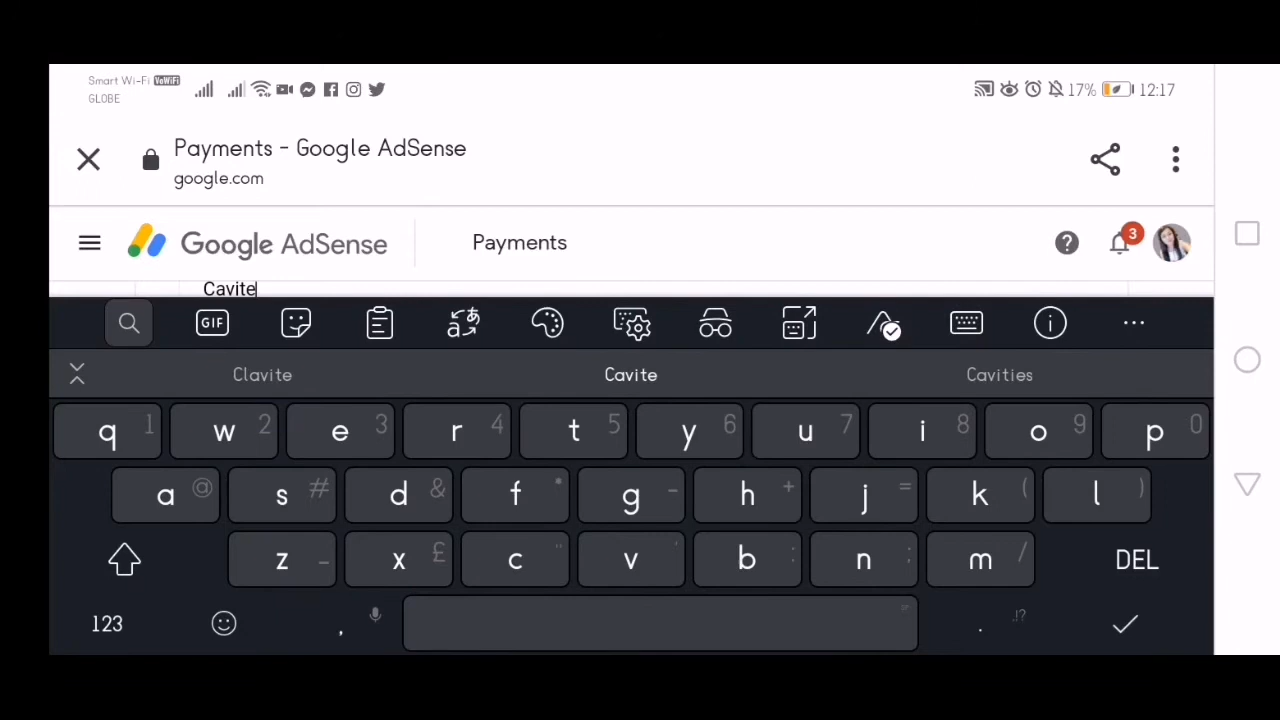 Smart Wi-Fi VoWiFi
GLOBE
17% 12:17
Payments - Google AdSense
google.com
Google AdSense Payments 3
Cavite
GIF
Clavite Cavite Cavities
q 1 w 2 e 3 r 4 t 5 y 6 u 7 i 8 o 9 p 0
a @ s # d & f * g - h + j = k ( l )
z _ x £ c " v ' b : n ; m / DEL
123 , . .!?